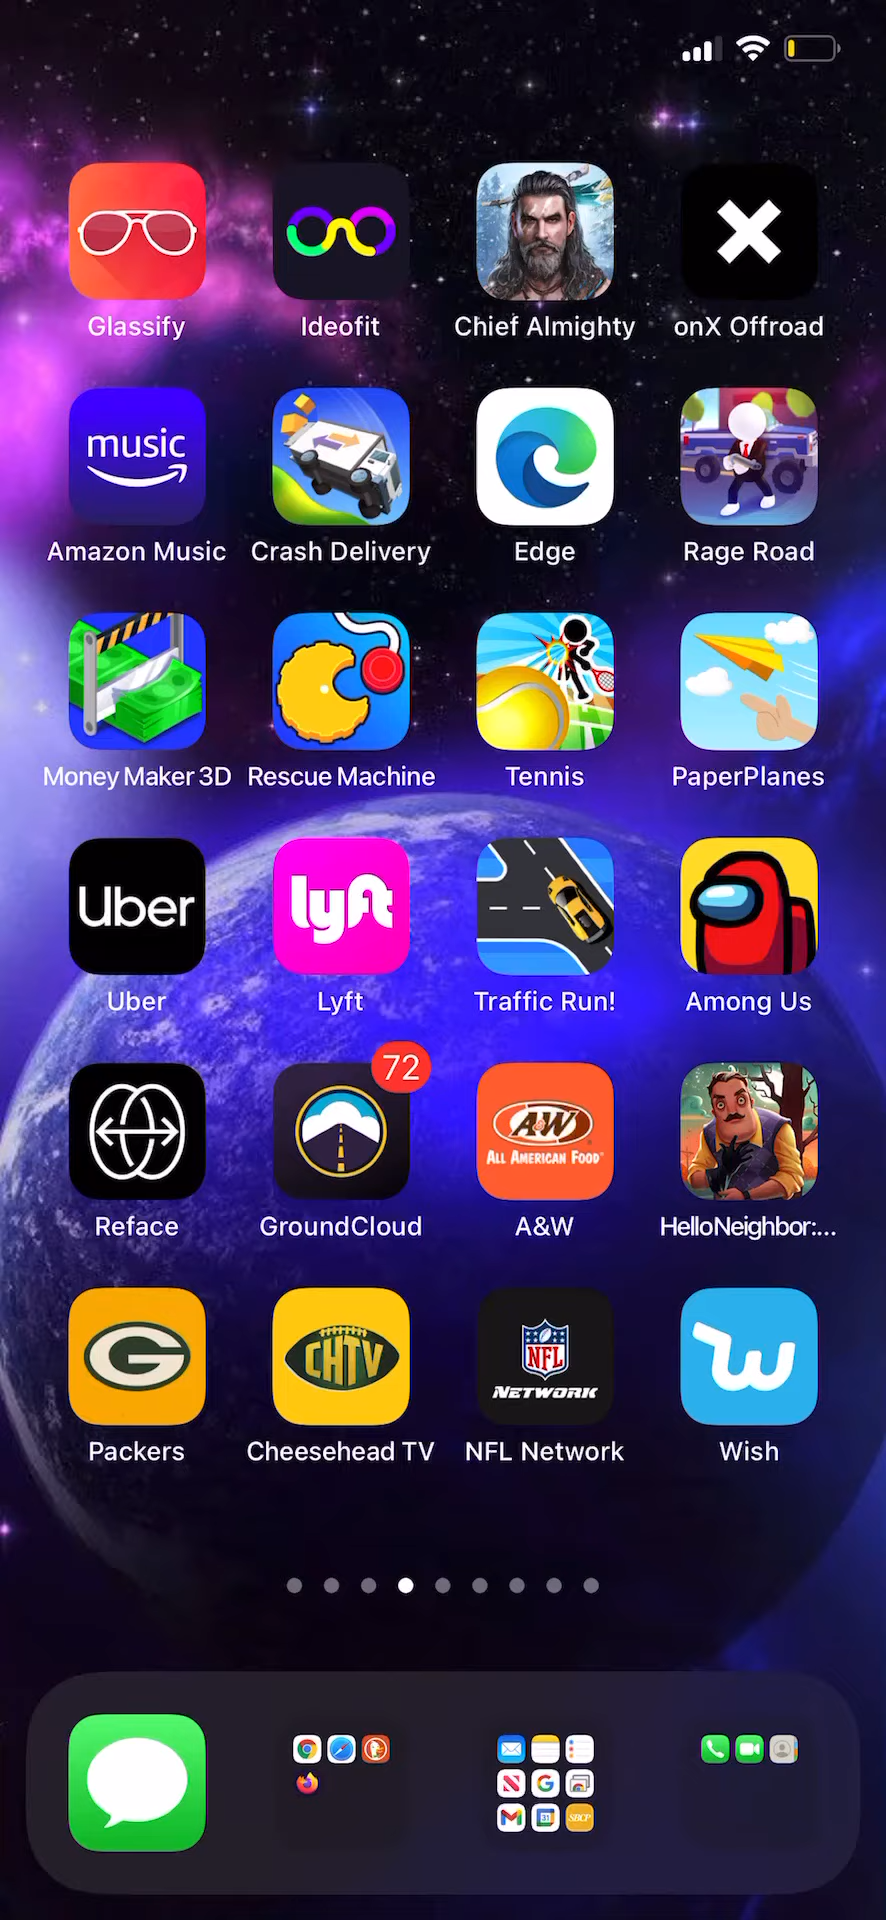 Glassify
Ideofit
Chief Almighty
onX Offroad
music
Amazon Music
Crash Delivery
Edge
Rage Road
Money Maker 3D
Rescue Machine
Tennis
PaperPlanes
Uber
Uber
lyft
Lyft
Traffic Run!
Among Us
Reface
72
GroundCloud
A&W
ALL AMERICAN FOOD
A&W
HelloNeighbor:...
G
Packers
CHTV
Cheesehead TV
NFL
NETWORK
NFL Network
W
Wish
31
SBCP